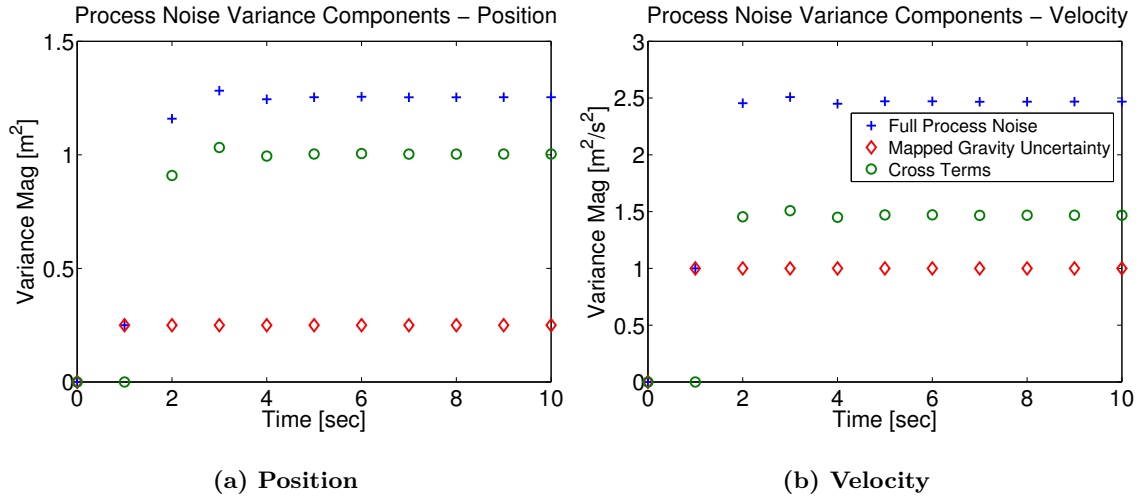 Process Noise Variance Components − Position
Variance Mag [m²]
1.5
1
0.5
0
0 2 4 6 8 10
Time [sec]
(a) Position
Process Noise Variance Components − Velocity
Variance Mag [m²/s²]
3
2.5
2
1.5
1
0.5
0
Full Process Noise
Mapped Gravity Uncertainty
Cross Terms
0 2 4 6 8 10
Time [sec]
(b) Velocity